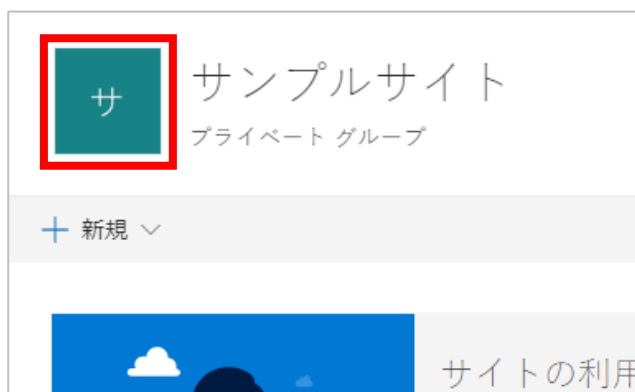 サ
サンプルサイト
プライベート グループ
新規
サイトの利用